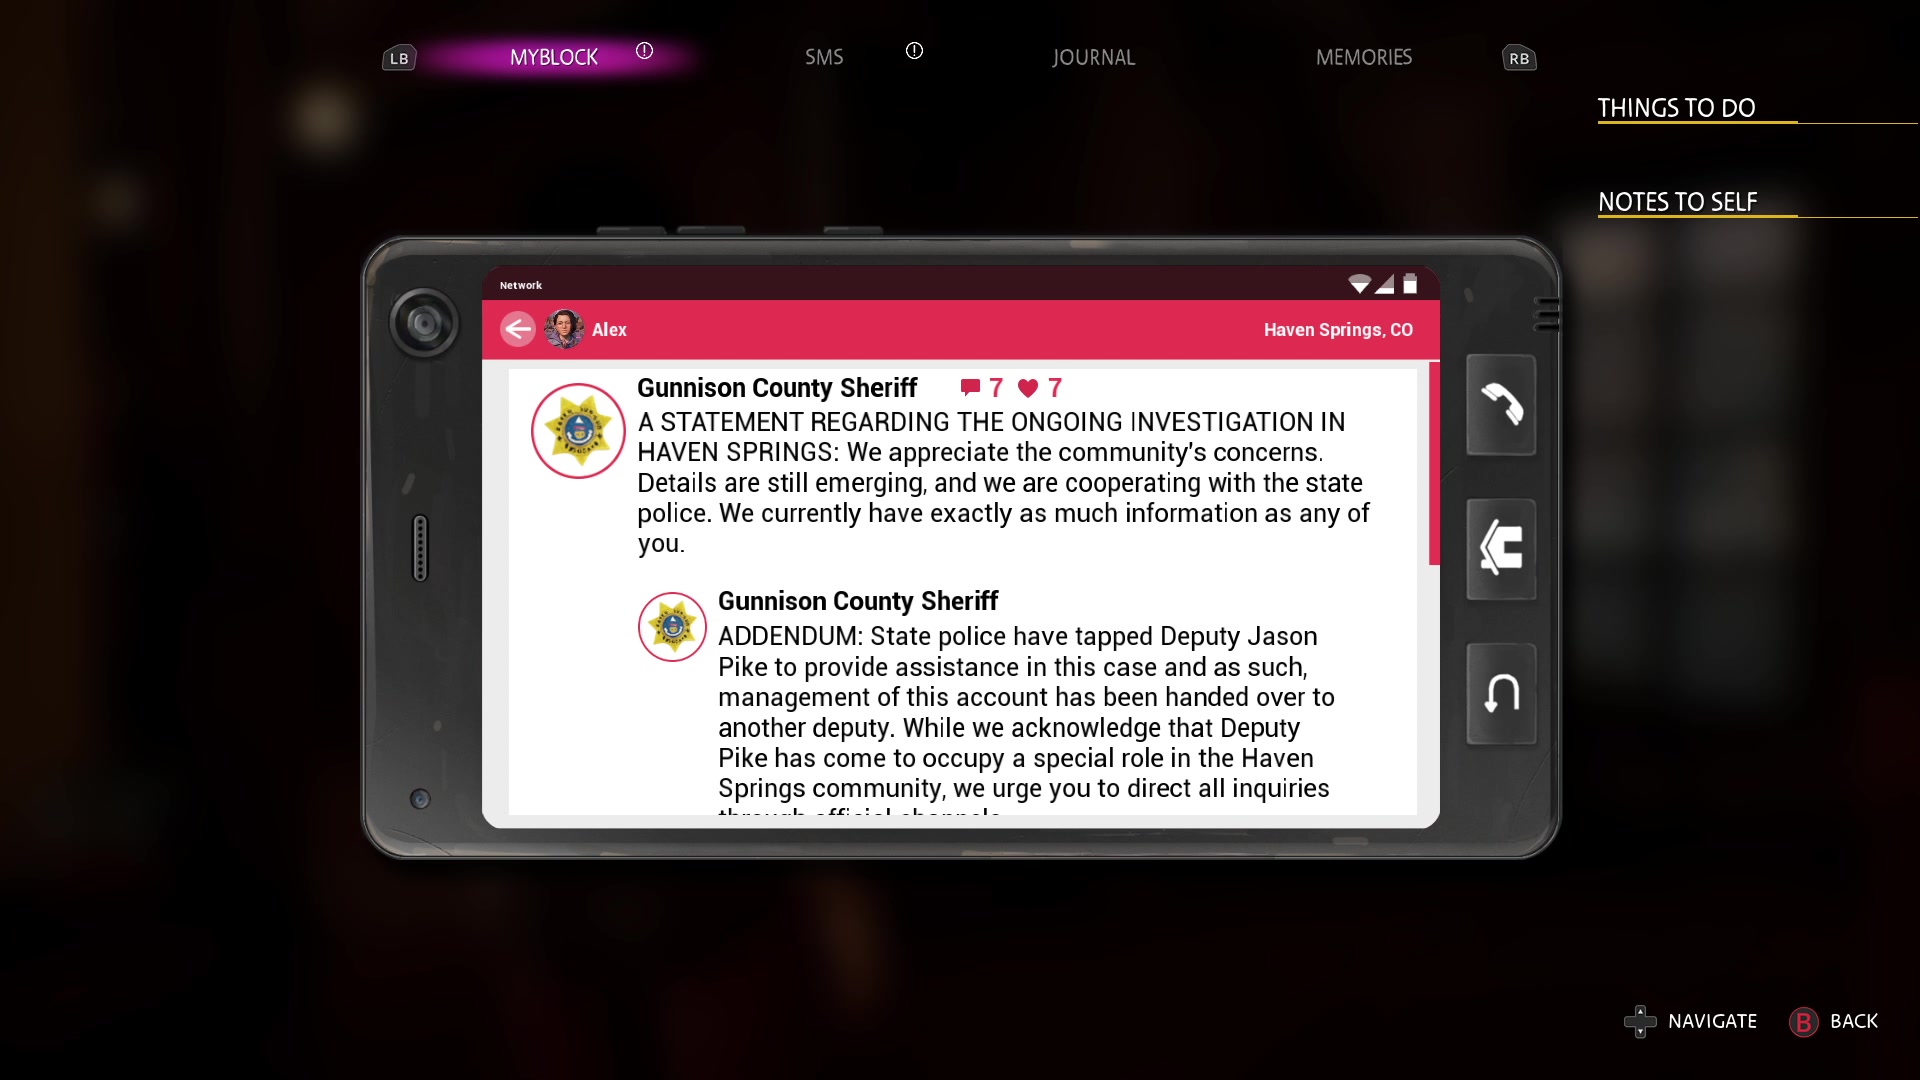 LB
MYBLOCK
SMS
JOURNAL
MEMORIES
RB
THINGS TO DO
NOTES TO SELF
Network
Alex
Haven Springs, CO
Gunnison County Sheriff 7 7
A STATEMENT REGARDING THE ONGOING INVESTIGATION IN
HAVEN SPRINGS: We appreciate the community's concerns.
Details are still emerging, and we are cooperating with the state
police. We currently have exactly as much information as any of
you.
Gunnison County Sheriff
ADDENDUM: State police have tapped Deputy Jason
Pike to provide assistance in this case and as such,
management of this account has been handed over to
another deputy. While we acknowledge that Deputy
Pike has come to occupy a special role in the Haven
Springs community, we urge you to direct all inquiries
through official channels.
NAVIGATE
B BACK